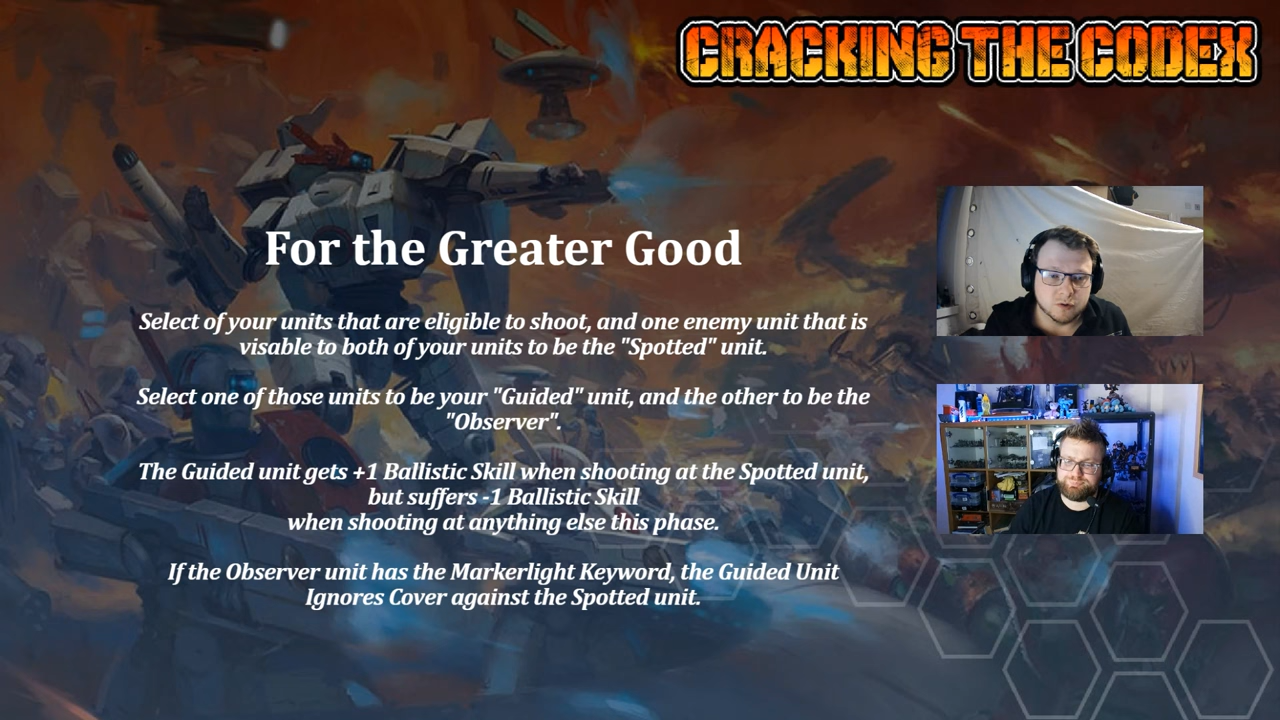 CRACKING THE CODEX
For the Greater Good
Select of your units that are eligible to shoot, and one enemy unit that is
visable to both of your units to be the "Spotted" unit.
Select one of those units to be your "Guided" unit, and the other to be the
"Observer".
The Guided unit gets +1 Ballistic Skill when shooting at the Spotted unit,
but suffers -1 Ballistic Skill
when shooting at anything else this phase.
If the Observer unit has the Markerlight Keyword, the Guided Unit
Ignores Cover against the Spotted unit.